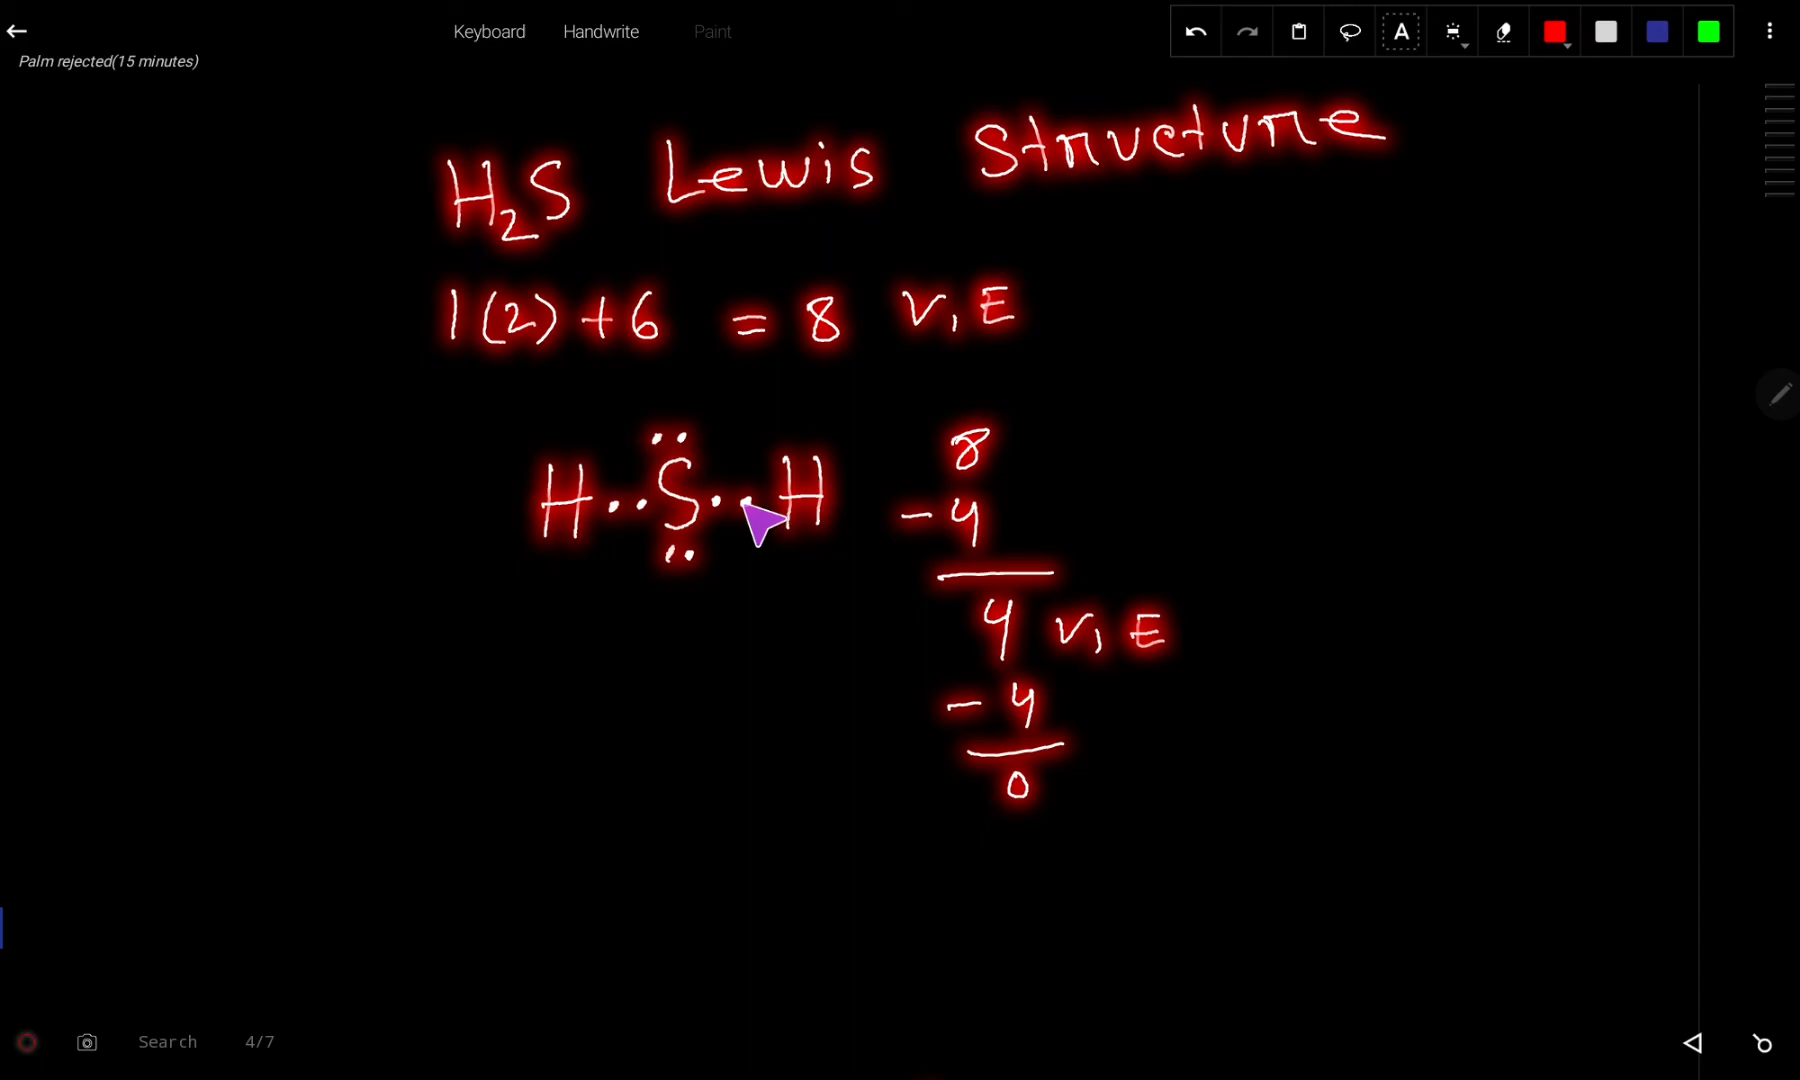 Keyboard Handwrite Paint A
Palm rejected(15 minutes)
H₂S Lewis Structure
1(2)+6 = 8 V, E
H··S··H
8
-4
4 V, E
-4
0
Search 4/7